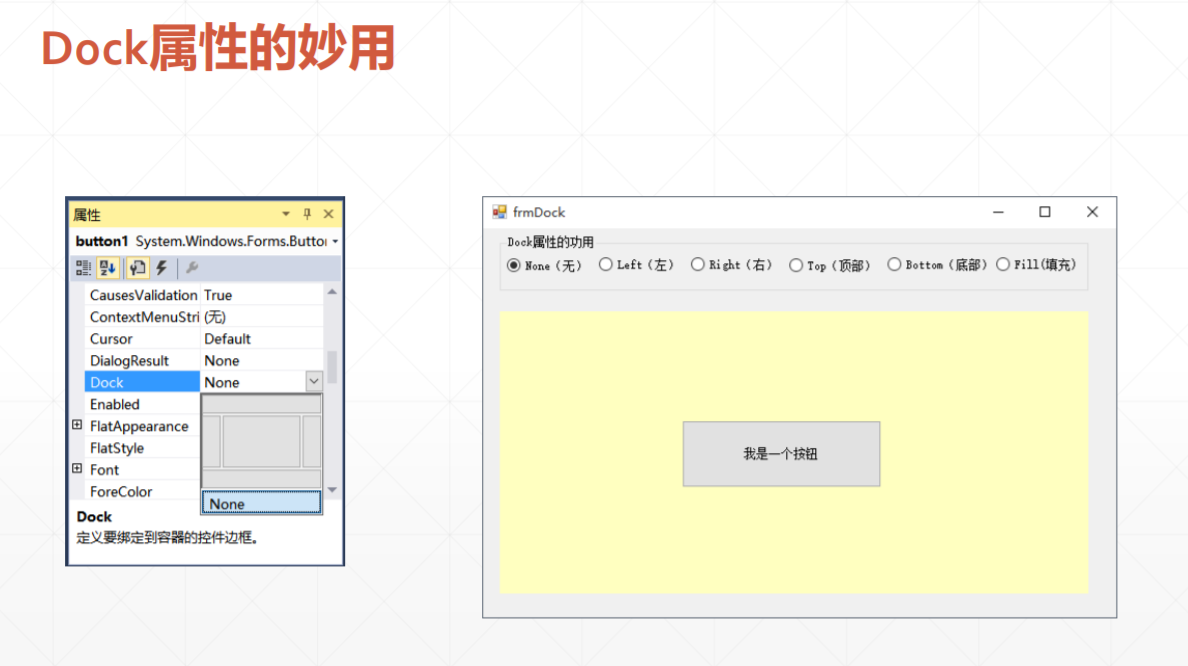 Dock属性的妙用
属性
button1 System.Windows.Forms.Butto
CausesValidation True
ContextMenuStri (无)
Cursor Default
DialogResult None
Dock None
Enabled
FlatAppearance
FlatStyle
Font
ForeColor
None
Dock
定义要绑定到容器的控件边框。
frmDock
Dock属性的功用
None（无） Left（左） Right（右） Top（顶部） Bottom（底部） Fill(填充)
我是一个按钮